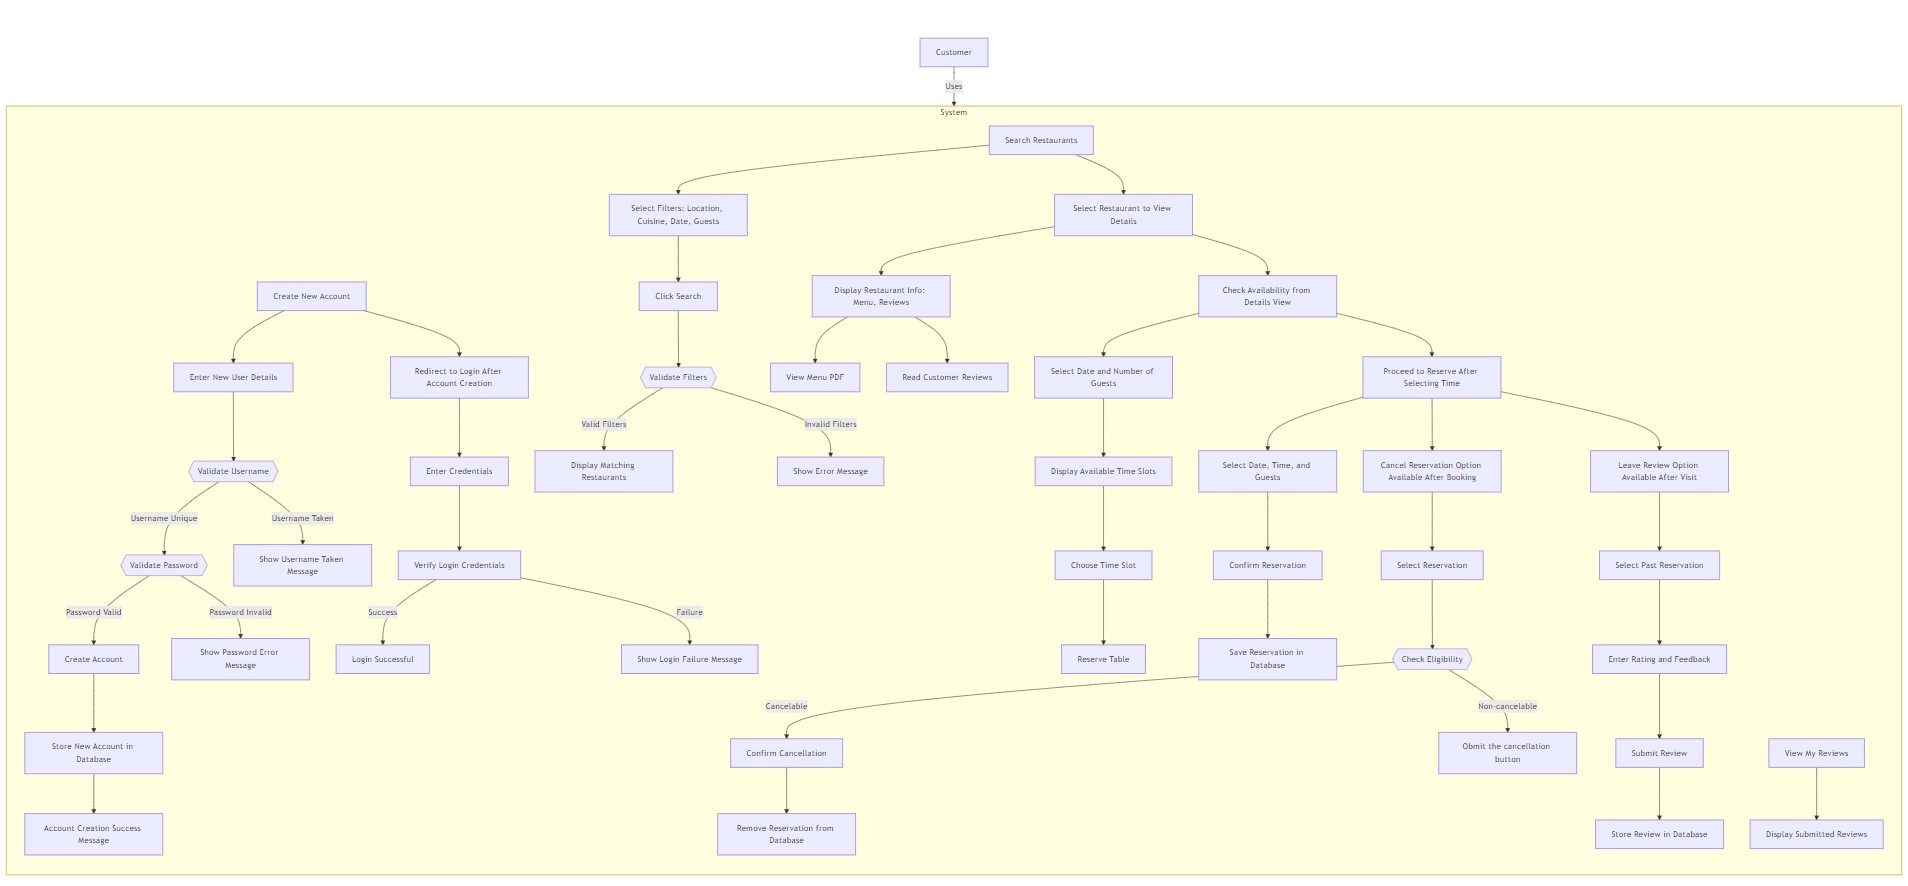 Customer
Uses
System
Search Restaurants
Select Filters: Location,
Cuisine, Date, Guests
Select Restaurant to View
Details
Create New Account
Click Search
Display Restaurant Info:
Menu, Reviews
Check Availability from
Details View
Enter New User Details
Redirect to Login After
Account Creation
Validate Filters
View Menu PDF
Read Customer Reviews
Select Date and Number of
Guests
Proceed to Reserve After
Selecting Time
Valid Filters
Invalid Filters
Validate Username
Enter Credentials
Display Matching
Restaurants
Show Error Message
Display Available Time Slots
Select Date, Time, and
Guests
Cancel Reservation Option
Available After Booking
Leave Review Option
Available After Visit
Username Unique
Username Taken
Validate Password
Show Username Taken
Message
Verify Login Credentials
Choose Time Slot
Confirm Reservation
Select Reservation
Select Past Reservation
Password Valid
Password Invalid
Success
Failure
Create Account
Show Password Error
Message
Login Successful
Show Login Failure Message
Reserve Table
Save Reservation in
Database
Check Eligibility
Enter Rating and Feedback
Cancelable
Non-cancelable
Store New Account in
Database
Confirm Cancellation
Obmit the cancellation
button
Submit Review
View My Reviews
Account Creation Success
Message
Remove Reservation from
Database
Store Review in Database
Display Submitted Reviews